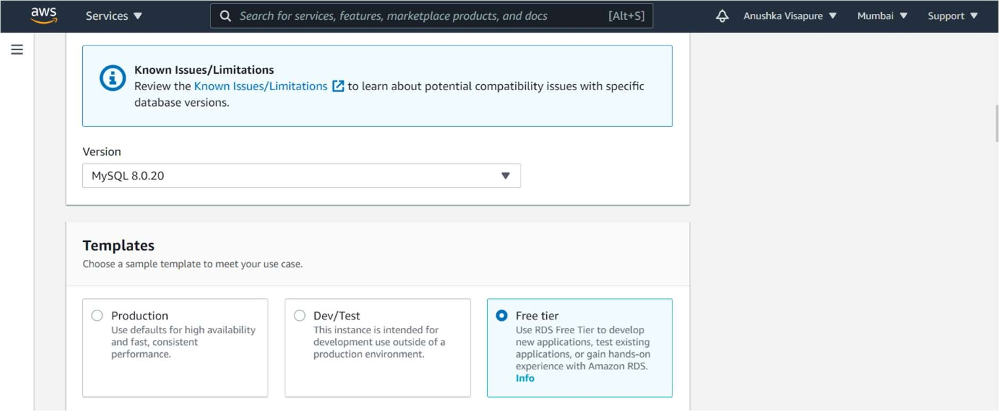 aws Services Search for services, features, marketplace products, and docs [Alt+S] Anushka Visapure Mumbai Support
Known Issues/Limitations
Review the Known Issues/Limitations to learn about potential compatibility issues with specific
database versions.
Version
MySQL 8.0.20
Templates
Choose a sample template to meet your use case.
Production
Use defaults for high availability
and fast, consistent
performance.
Dev/Test
This instance is intended for
development use outside of a
production environment.
Free tier
Use RDS Free Tier to develop
new applications, test existing
applications, or gain hands-on
experience with Amazon RDS.
Info